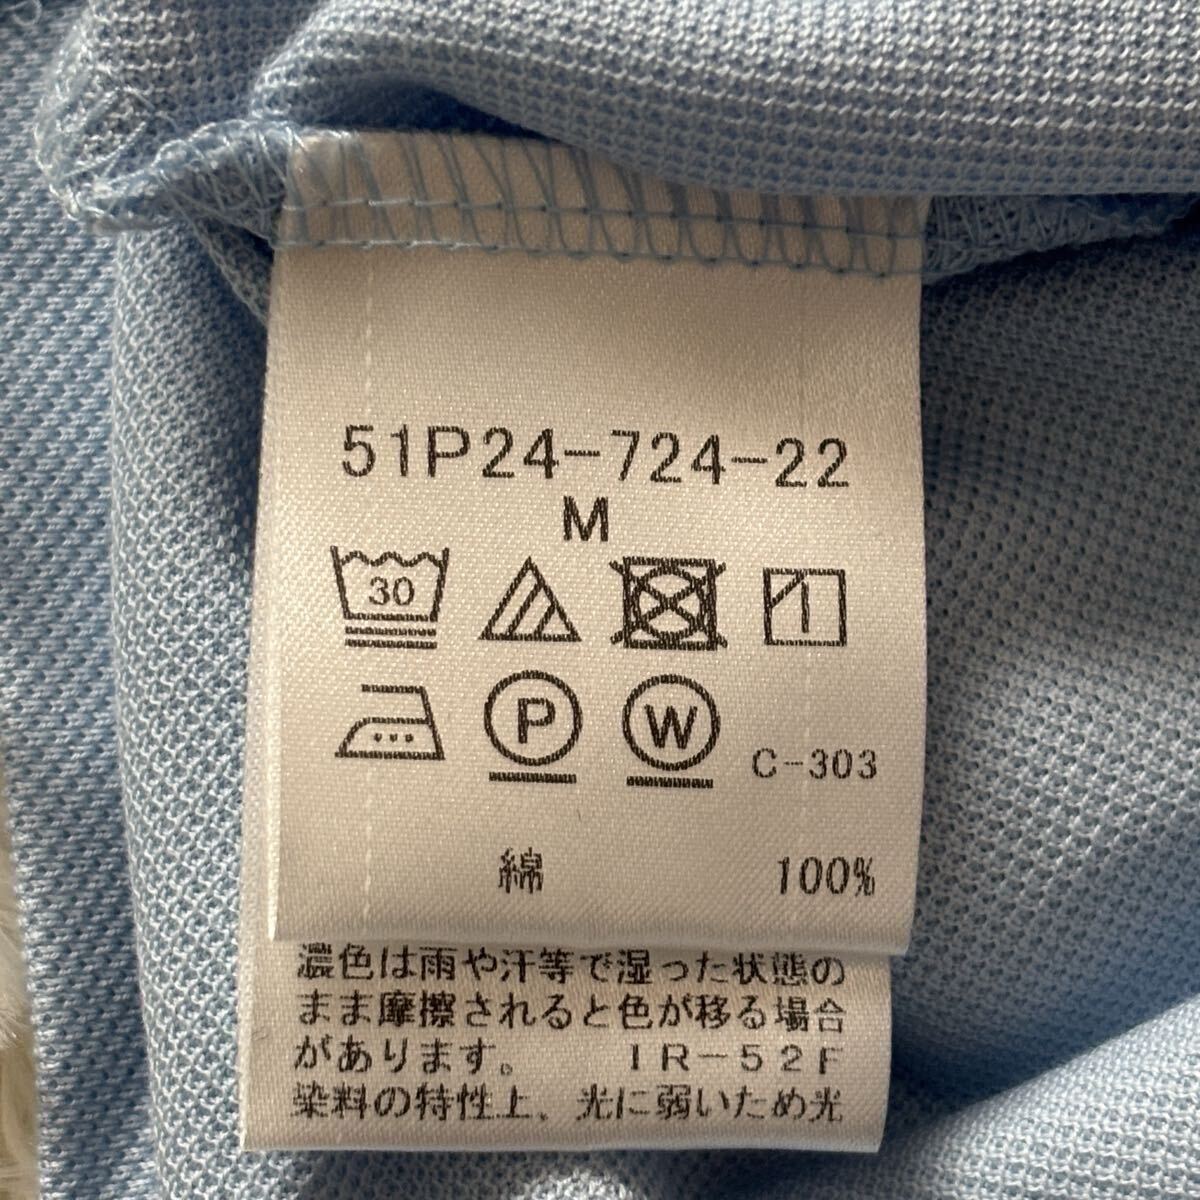 51P24-724-22
M
30
P W C-303
綿 100%
濃色は雨や汗等で湿った状態の
まま摩擦されると色が移る場合
があります。 IR-52F
染料の特性上、光に弱いため光